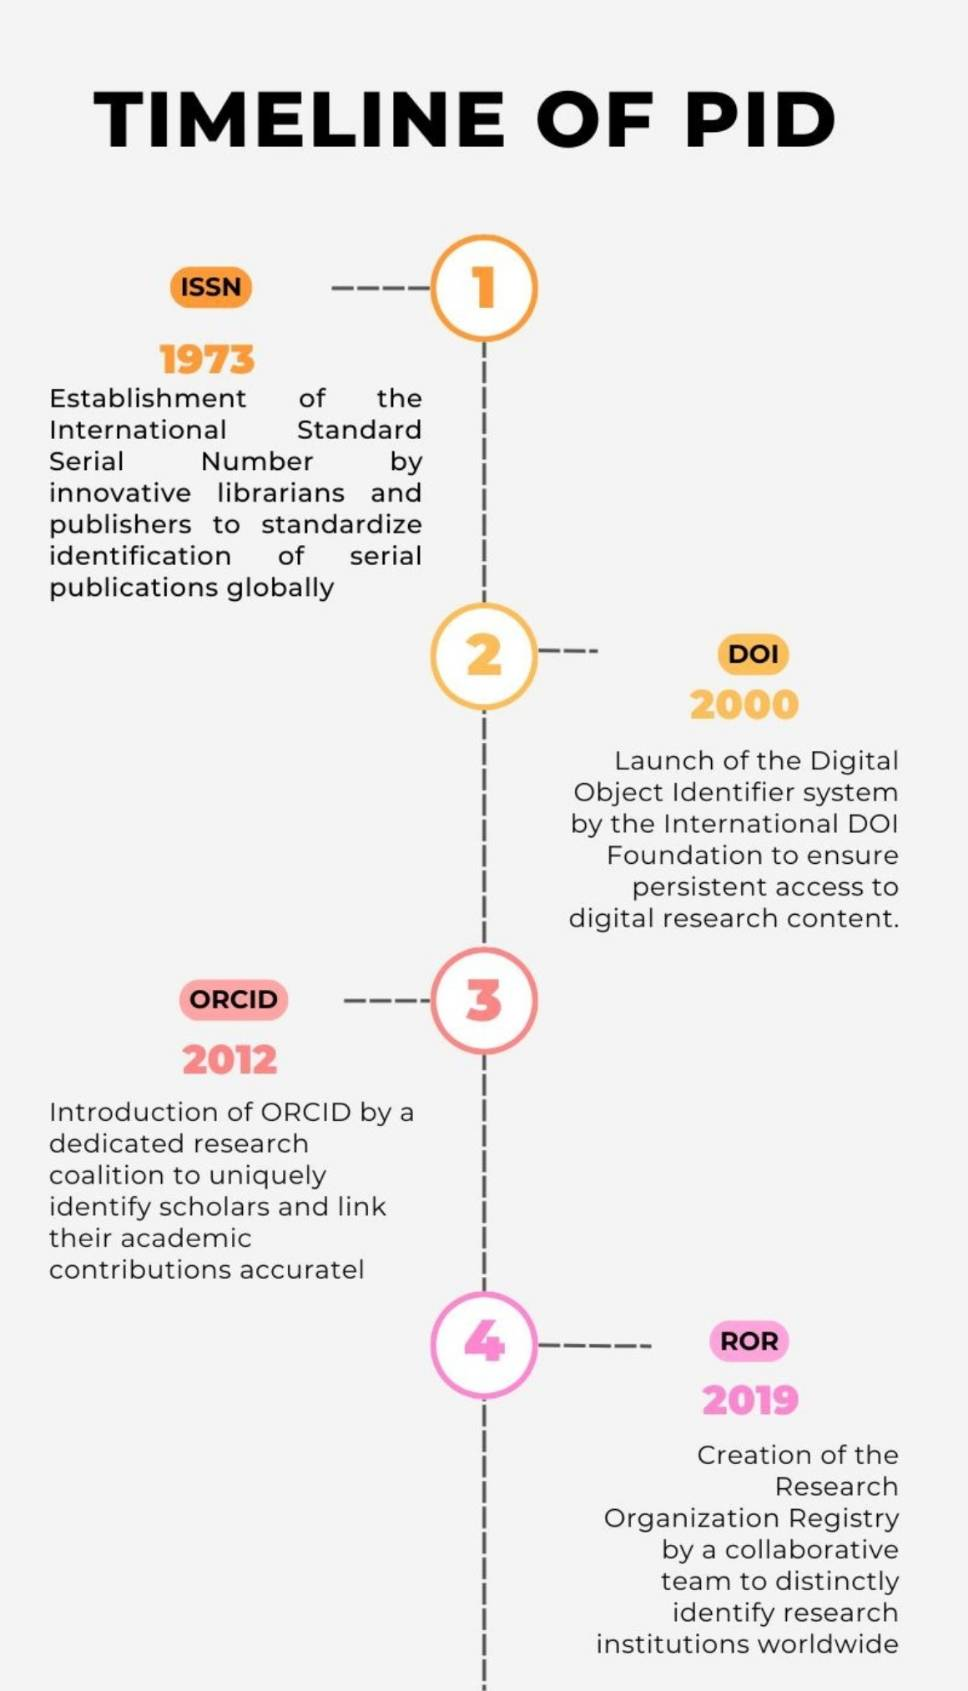 TIMELINE OF PID
1
ISSN
1973
Establishment of the
International Standard
Serial Number by
innovative librarians and
publishers to standardize
identification of serial
publications globally
2
DOI
2000
Launch of the Digital
Object Identifier system
by the International DOI
Foundation to ensure
persistent access to
digital research content.
3
ORCID
2012
Introduction of ORCID by a
dedicated research
coalition to uniquely
identify scholars and link
their academic
contributions accuratel
4
ROR
2019
Creation of the
Research
Organization Registry
by a collaborative
team to distinctly
identify research
institutions worldwide